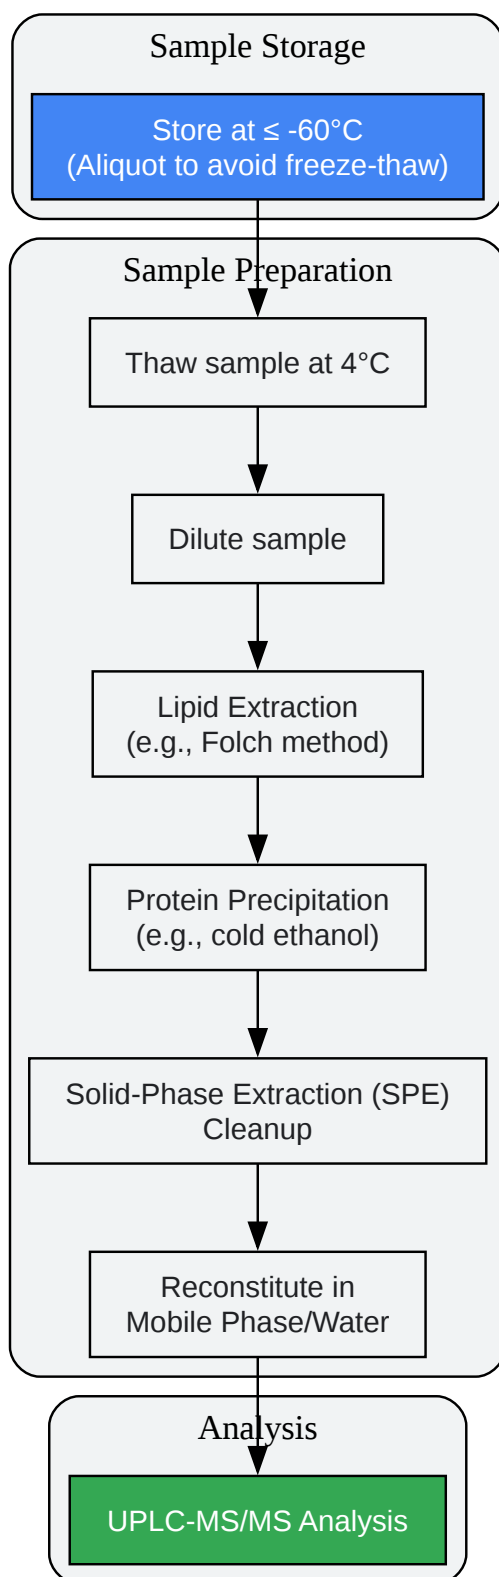 Sample Storage
Store at ≤ -60°C
(Aliquot to avoid freeze-thaw)
Sample Preparation
Thaw sample at 4°C
Dilute sample
Lipid Extraction
(e.g., Folch method)
Protein Precipitation
(e.g., cold ethanol)
Solid-Phase Extraction (SPE)
Cleanup
Reconstitute in
Mobile Phase/Water
Analysis
UPLC-MS/MS Analysis